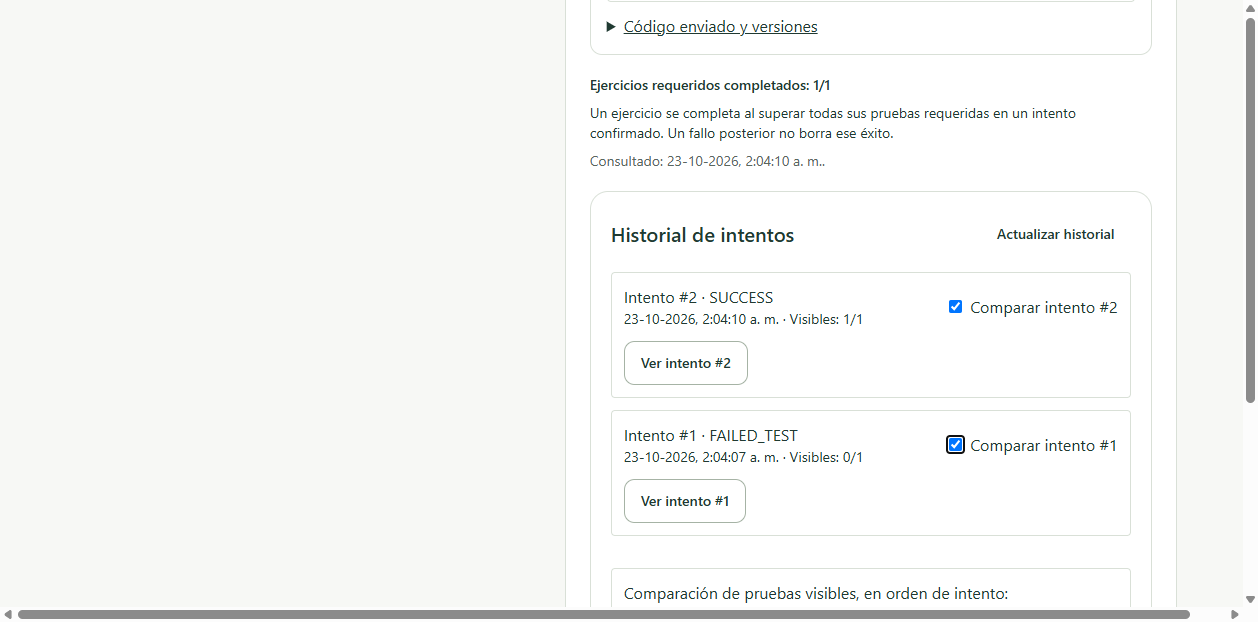 Código enviado y versiones
Ejercicios requeridos completados: 1/1
Un ejercicio se completa al superar todas sus pruebas requeridas en un intento
confirmado. Un fallo posterior no borra ese éxito.
Consultado: 23-10-2026, 2:04:10 a. m..
Historial de intentos
Actualizar historial
Intento #2 · SUCCESS
23-10-2026, 2:04:10 a. m. · Visibles: 1/1
Comparar intento #2
Ver intento #2
Intento #1 · FAILED_TEST
23-10-2026, 2:04:07 a. m. · Visibles: 0/1
Comparar intento #1
Ver intento #1
Comparación de pruebas visibles, en orden de intento: